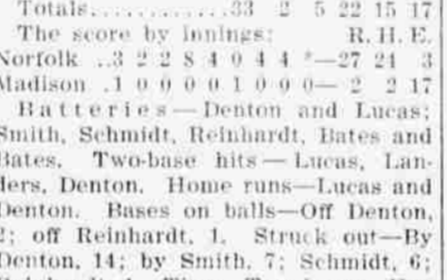 Totals............33 2 5 22 15 17
The score by innings: R. H. E.
Norfolk ..3 2 2 8 4 0 4 4 *—27 24 3
Madison .1 0 0 0 0 1 0 0 0— 2 2 17
Batteries—Denton and Lucas;
Smith, Schmidt, Reinhardt, Bates and
Bates. Two-base hits—Lucas, Lan-
ders, Denton. Home runs—Lucas and
Denton. Bases on balls—Off Denton,
2; off Reinhardt, 1. Struck out—By
Denton, 14; by Smith, 7; Schmidt, 6;